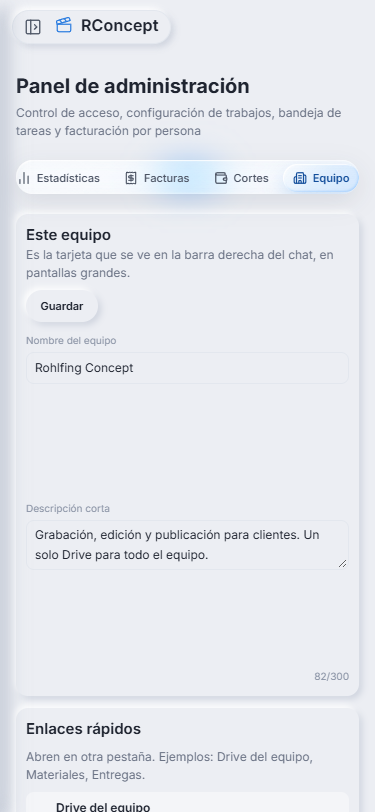 RConcept
Panel de administración
Control de acceso, configuración de trabajos, bandeja de
tareas y facturación por persona
Estadísticas Facturas Cortes Equipo
Este equipo
Es la tarjeta que se ve en la barra derecha del chat, en
pantallas grandes.
Guardar
Nombre del equipo
Rohlfing Concept
Descripción corta
Grabación, edición y publicación para clientes. Un
solo Drive para todo el equipo.
82/300
Enlaces rápidos
Abren en otra pestaña. Ejemplos: Drive del equipo,
Materiales, Entregas.
Drive del equipo